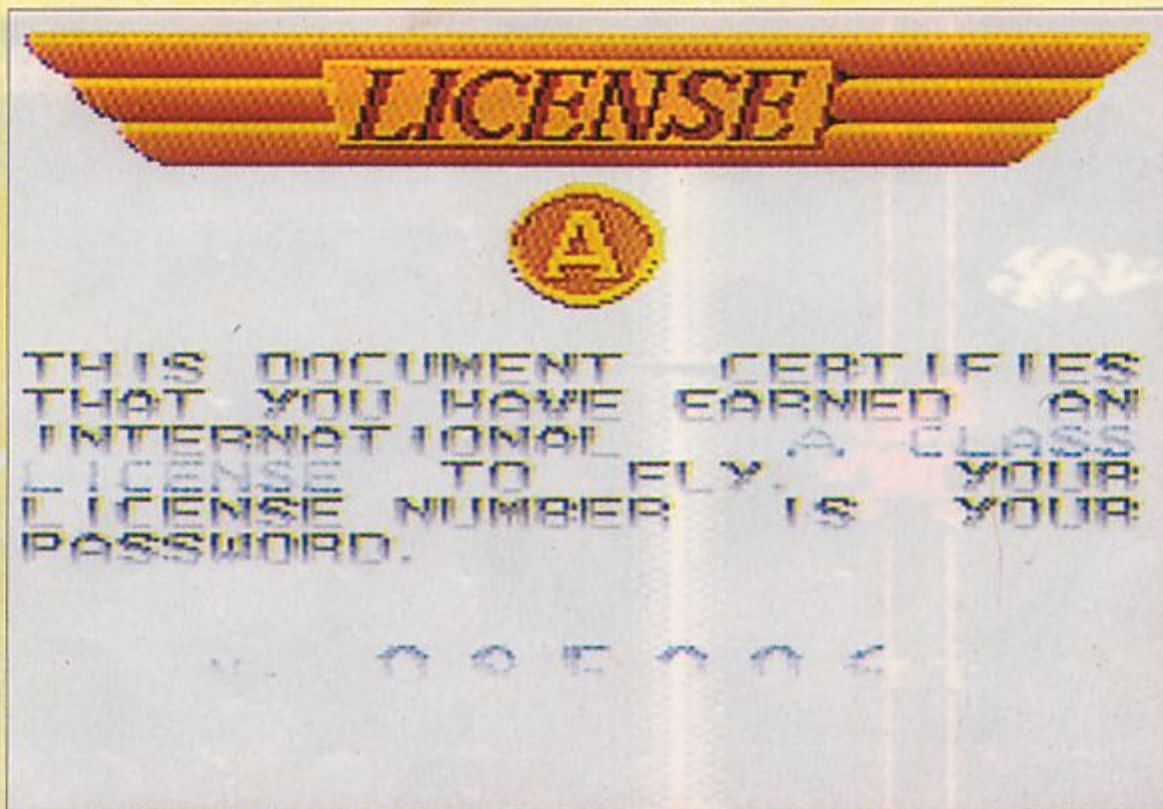 LICENSE
A
THIS DOCUMENT CERTIFIES
THAT YOU HAVE EARNED AN
INTERNATIONAL A CLASS
LICENSE TO FLY. YOUR
LICENSE NUMBER IS YOUR
PASSWORD.